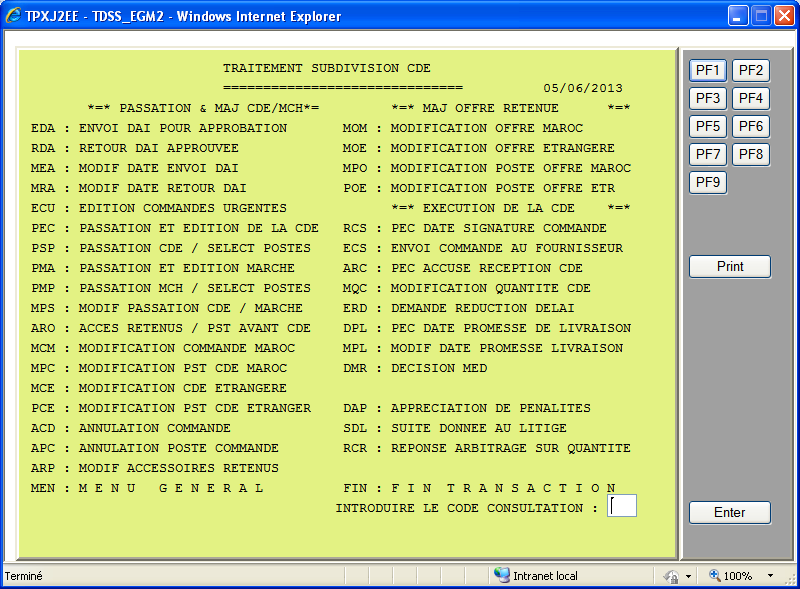 TPXJ2EE - TDSS_EGM2 - Windows Internet Explorer
TRAITEMENT SUBDIVISION CDE
============================== 05/06/2013
*=* PASSATION & MAJ CDE/MCH*= *=* MAJ OFFRE RETENUE *=*
EDA : ENVOI DAI POUR APPROBATION MOM : MODIFICATION OFFRE MAROC
RDA : RETOUR DAI APPROUVEE MOE : MODIFICATION OFFRE ETRANGERE
MEA : MODIF DATE ENVOI DAI MPO : MODIFICATION POSTE OFFRE MAROC
MRA : MODIF DATE RETOUR DAI POE : MODIFICATION POSTE OFFRE ETR
ECU : EDITION COMMANDES URGENTES *=* EXECUTION DE LA CDE *=*
PEC : PASSATION ET EDITION DE LA CDE RCS : PEC DATE SIGNATURE COMMANDE
PSP : PASSATION CDE / SELECT POSTES ECS : ENVOI COMMANDE AU FOURNISSEUR
PMA : PASSATION ET EDITION MARCHE ARC : PEC ACCUSE RECEPTION CDE
PMP : PASSATION MCH / SELECT POSTES MQC : MODIFICATION QUANTITE CDE
MPS : MODIF PASSATION CDE / MARCHE ERD : DEMANDE REDUCTION DELAI
ARO : ACCES RETENUS / PST AVANT CDE DPL : PEC DATE PROMESSE DE LIVRAISON
MCM : MODIFICATION COMMANDE MAROC MPL : MODIF DATE PROMESSE LIVRAISON
MPC : MODIFICATION PST CDE MAROC DMR : DECISION MED
MCE : MODIFICATION CDE ETRANGERE
PCE : MODIFICATION PST CDE ETRANGER DAP : APPRECIATION DE PENALITES
ACD : ANNULATION COMMANDE SDL : SUITE DONNEE AU LITIGE
APC : ANNULATION POSTE COMMANDE RCR : REPONSE ARBITRAGE SUR QUANTITE
ARP : MODIF ACCESSOIRES RETENUS
MEN : M E N U G E N E R A L FIN : F I N T R A N S A C T I O N
INTRODUIRE LE CODE CONSULTATION :
PF1 PF2
PF3 PF4
PF5 PF6
PF7 PF8
PF9
Print
Enter
Terminé Intranet local 100%